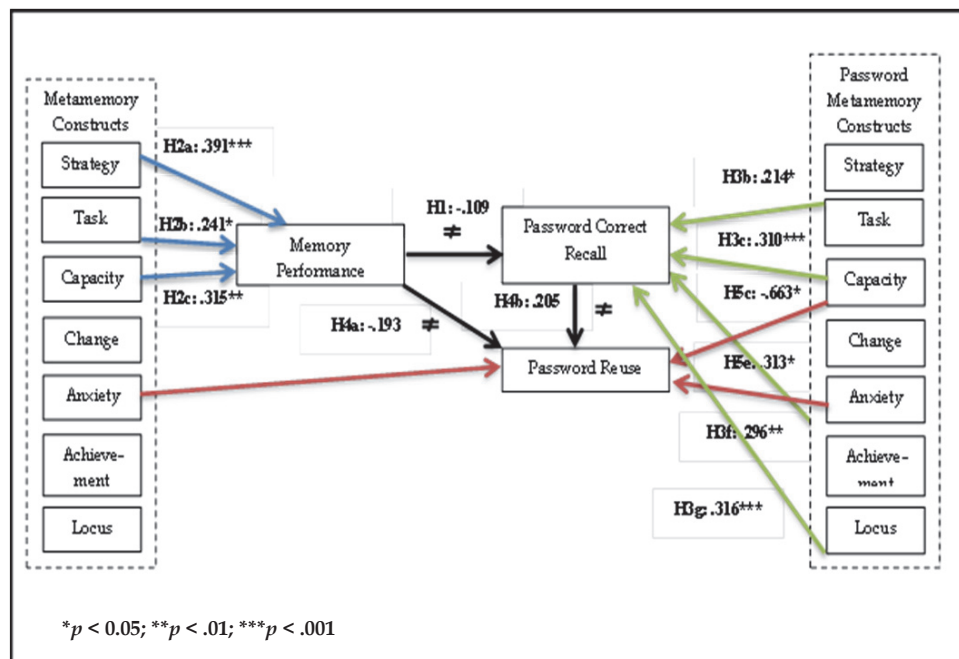 Metamemory
Constructs
Strategy
Task
Capacity
Change
Anxiety
Achieve-
ment
Locus
H2a: .391***
H2b: .241*
H2c: .315**
Memory
Performance
H1: -.109
≠
H4a: -.193
≠
H4b: .205
≠
Password Correct
Recall
Password Reuse
H3b: .214*
H3c: .310***
H5c: -.663*
H5e: .313*
H3f: .296**
H3g: .316***
Password
Metamemory
Constructs
Strategy
Task
Capacity
Change
Anxiety
Achieve-
Locus
*p < 0.05; **p < .01; ***p < .001